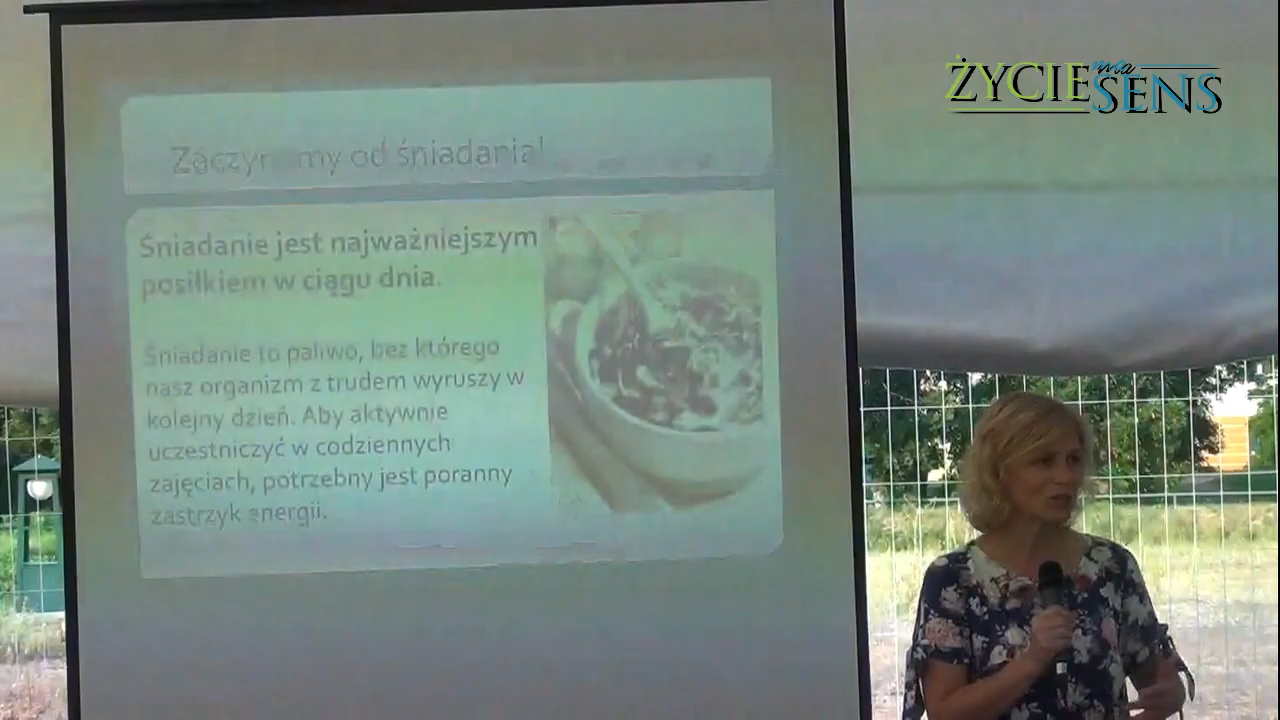 ŻYCIE ma SENS
Zaczynamy od śniadania!
Śniadanie jest najważniejszym
posiłkiem w ciągu dnia.
Śniadanie to paliwo, bez którego
nasz organizm z trudem wyruszy w
kolejny dzień. Aby aktywnie
uczestniczyć w codziennych
zajęciach, potrzebny jest poranny
zastrzyk energii.